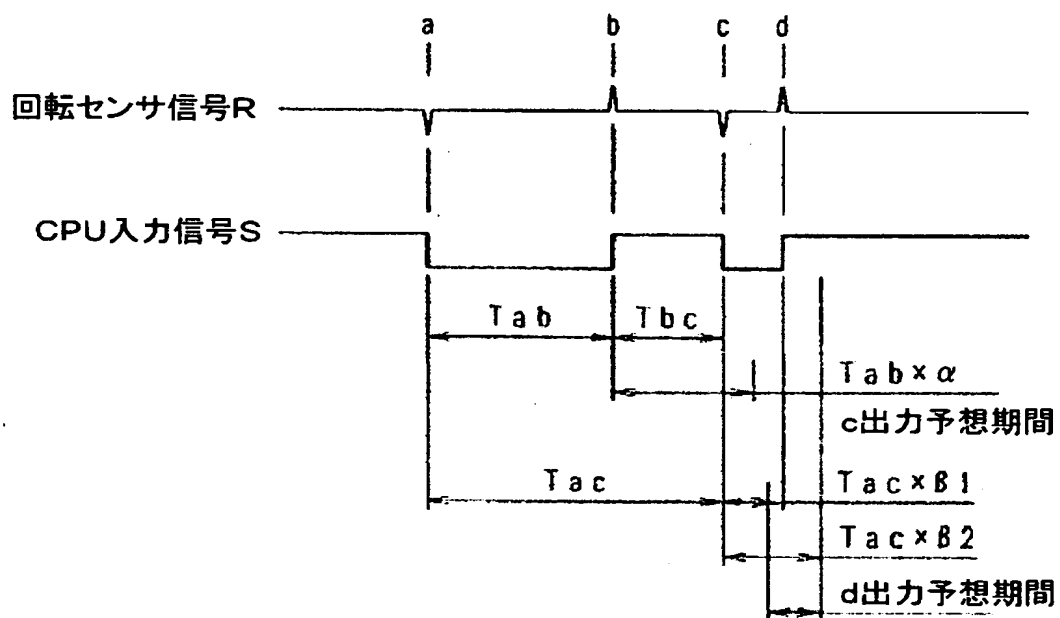 a b c d
回転センサ信号R
CPU入力信号S
Tab Tbc
Tab×α
c出力予想期間
Tac Tac×β1
Tac×β2
d出力予想期間